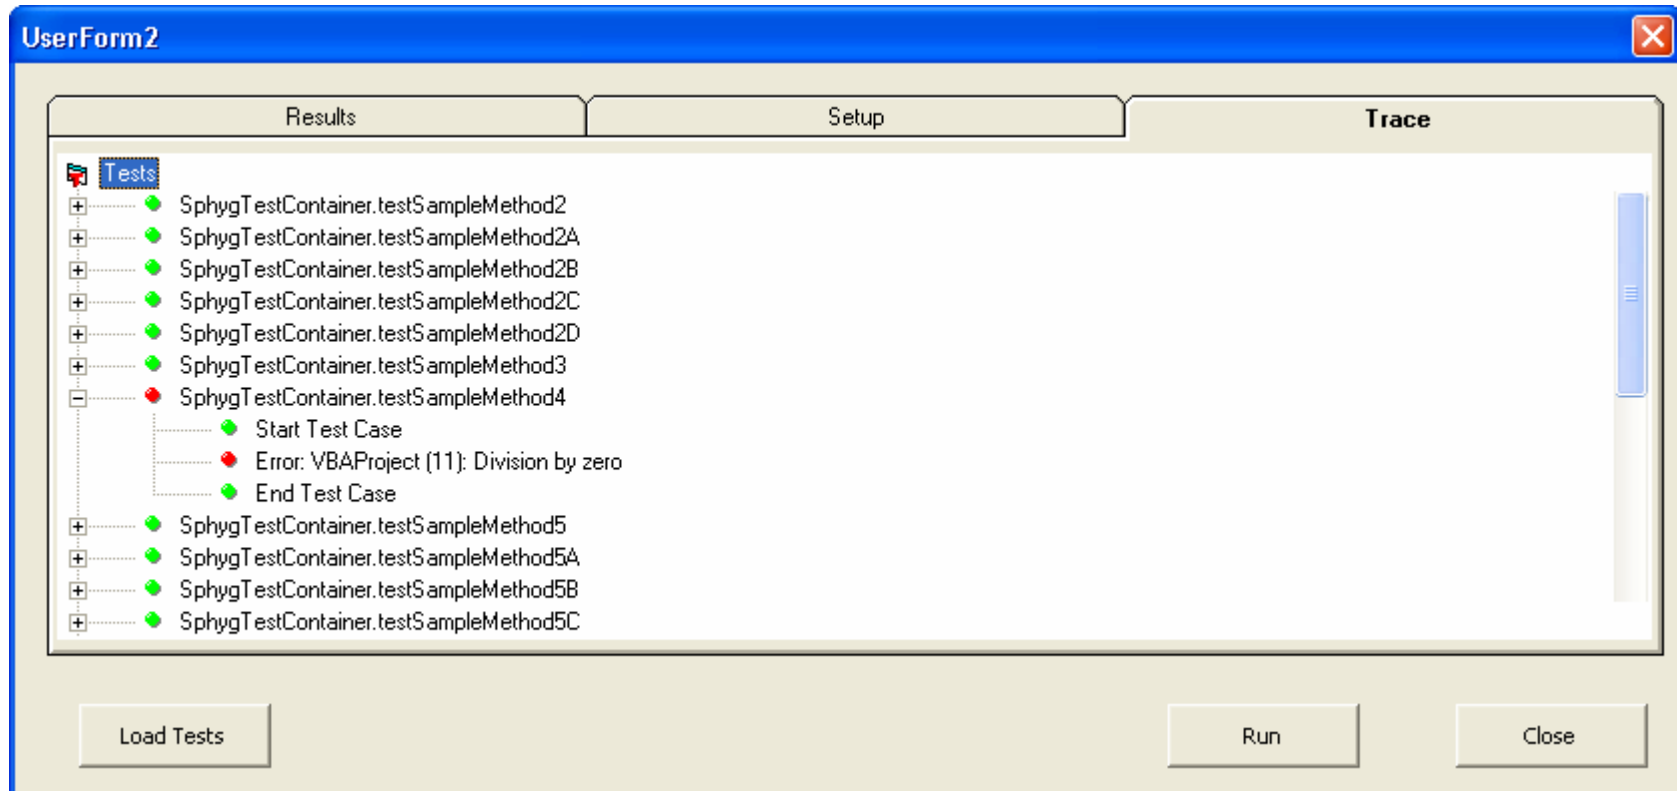 UserForm2
Results Setup Trace
Tests
SphygTestContainer.testSampleMethod2
SphygTestContainer.testSampleMethod2A
SphygTestContainer.testSampleMethod2B
SphygTestContainer.testSampleMethod2C
SphygTestContainer.testSampleMethod2D
SphygTestContainer.testSampleMethod3
SphygTestContainer.testSampleMethod4
Start Test Case
Error: VBAProject (11): Division by zero
End Test Case
SphygTestContainer.testSampleMethod5
SphygTestContainer.testSampleMethod5A
SphygTestContainer.testSampleMethod5B
SphygTestContainer.testSampleMethod5C
Load Tests Run Close